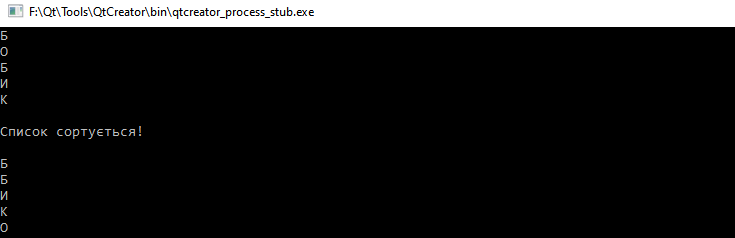 F:\Qt\Tools\QtCreator\bin\qtcreator_process_stub.exe
Б
О
Б
И
К
Список сортується!
Б
Б
И
К
О